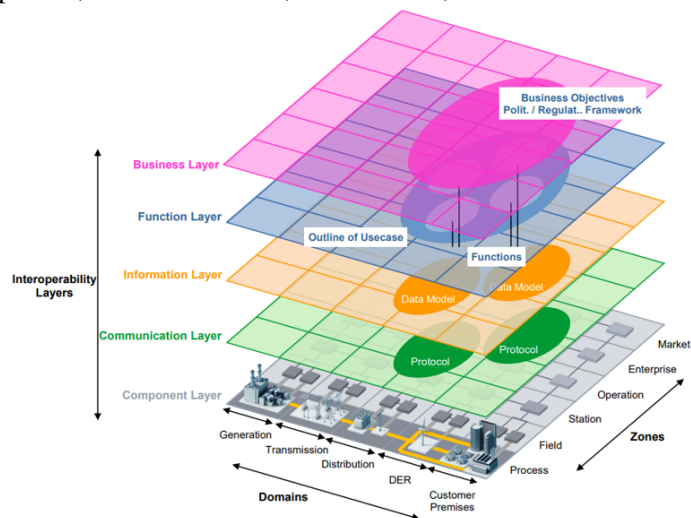 Business Objectives
Polit. / Regulat.. Framework
Business Layer
Function Layer
Outline of Usecase
Functions
Interoperability
Layers
Information Layer
Data Model
Data Model
Communication Layer
Protocol
Protocol
Component Layer
Market
Enterprise
Operation
Station
Field
Process
Zones
Generation
Transmission
Distribution
DER
Customer
Premises
Domains